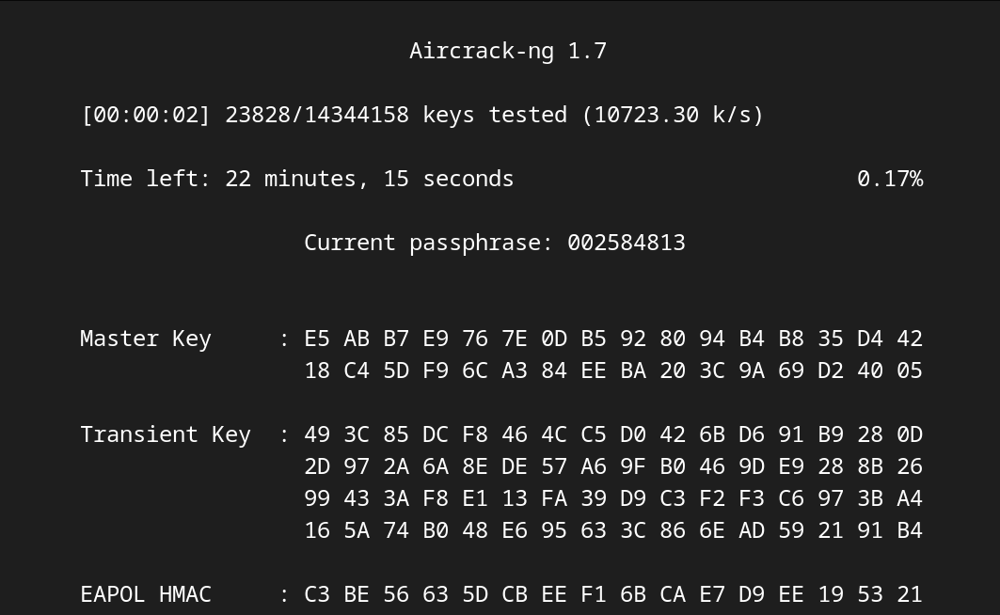 Aircrack-ng 1.7
[00:00:02] 23828/14344158 keys tested (10723.30 k/s)
Time left: 22 minutes, 15 seconds 0.17%
Current passphrase: 002584813
Master Key : E5 AB B7 E9 76 7E 0D B5 92 80 94 B4 B8 35 D4 42
18 C4 5D F9 6C A3 84 EE BA 20 3C 9A 69 D2 40 05
Transient Key : 49 3C 85 DC F8 46 4C C5 D0 42 6B D6 91 B9 28 0D
2D 97 2A 6A 8E DE 57 A6 9F B0 46 9D E9 28 8B 26
99 43 3A F8 E1 13 FA 39 D9 C3 F2 F3 C6 97 3B A4
16 5A 74 B0 48 E6 95 63 3C 86 6E AD 59 21 91 B4
EAPOL HMAC : C3 BE 56 63 5D CB EE F1 6B CA E7 D9 EE 19 53 21